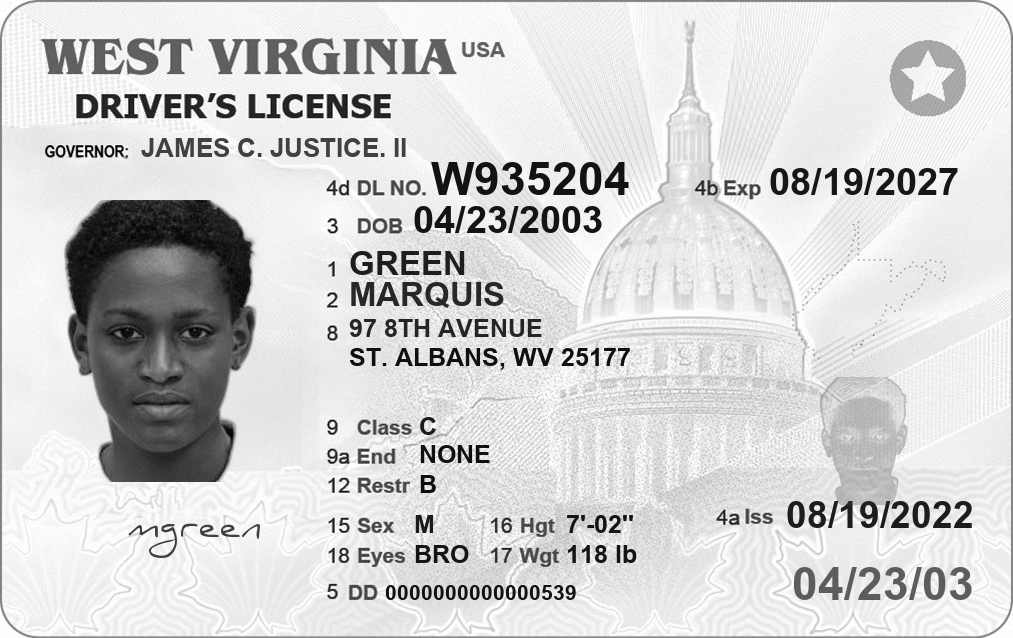 WEST VIRGINIA USA
DRIVER'S LICENSE
GOVERNOR: JAMES C. JUSTICE. II
4d DL NO. W935204 4b Exp 08/19/2027
3 DOB 04/23/2003
1 GREEN
2 MARQUIS
8 97 8TH AVENUE
ST. ALBANS, WV 25177
9 Class C
9a End NONE
12 Restr B
15 Sex M 16 Hgt 7'-02" 4a Iss 08/19/2022
18 Eyes BRO 17 Wgt 118 lb
5 DD 0000000000000539
04/23/03
mgreen